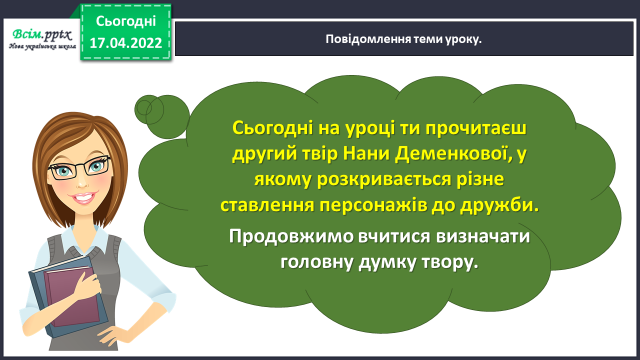 Всім.pptx
Нова українська школа
Сьогодні
17.04.2022
Повідомлення теми уроку.
Сьогодні на уроці ти прочитаєш
другий твір Нани Деменкової, у
якому розкривається різне
ставлення персонажів до дружби.
Продовжимо вчитися визначати
головну думку твору.